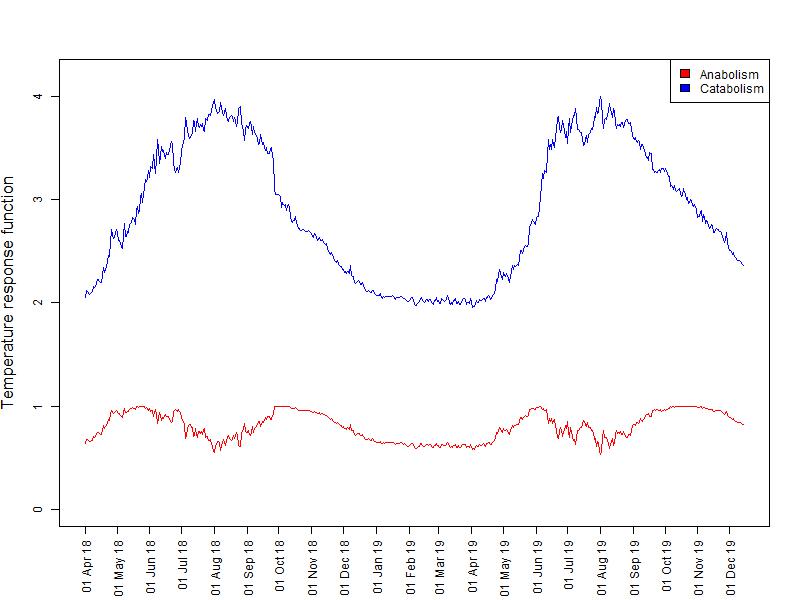 Anabolism
Catabolism
Temperature response function
4
3
2
1
0
01 Apr 18
01 May 18
01 Jun 18
01 Jul 18
01 Aug 18
01 Sep 18
01 Oct 18
01 Nov 18
01 Dec 18
01 Jan 19
01 Feb 19
01 Mar 19
01 Apr 19
01 May 19
01 Jun 19
01 Jul 19
01 Aug 19
01 Sep 19
01 Oct 19
01 Nov 19
01 Dec 19